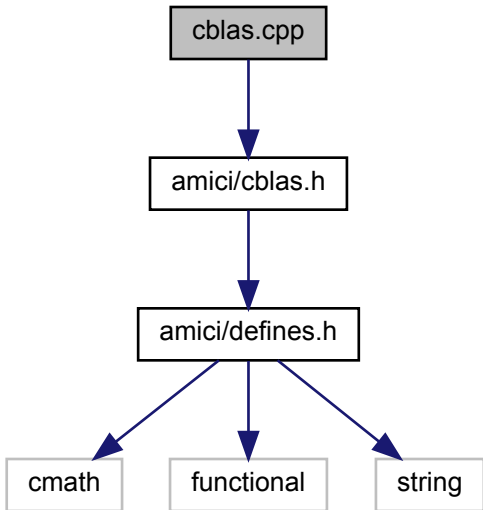 cblas.cpp
amici/cblas.h
amici/defines.h
cmath
functional
string